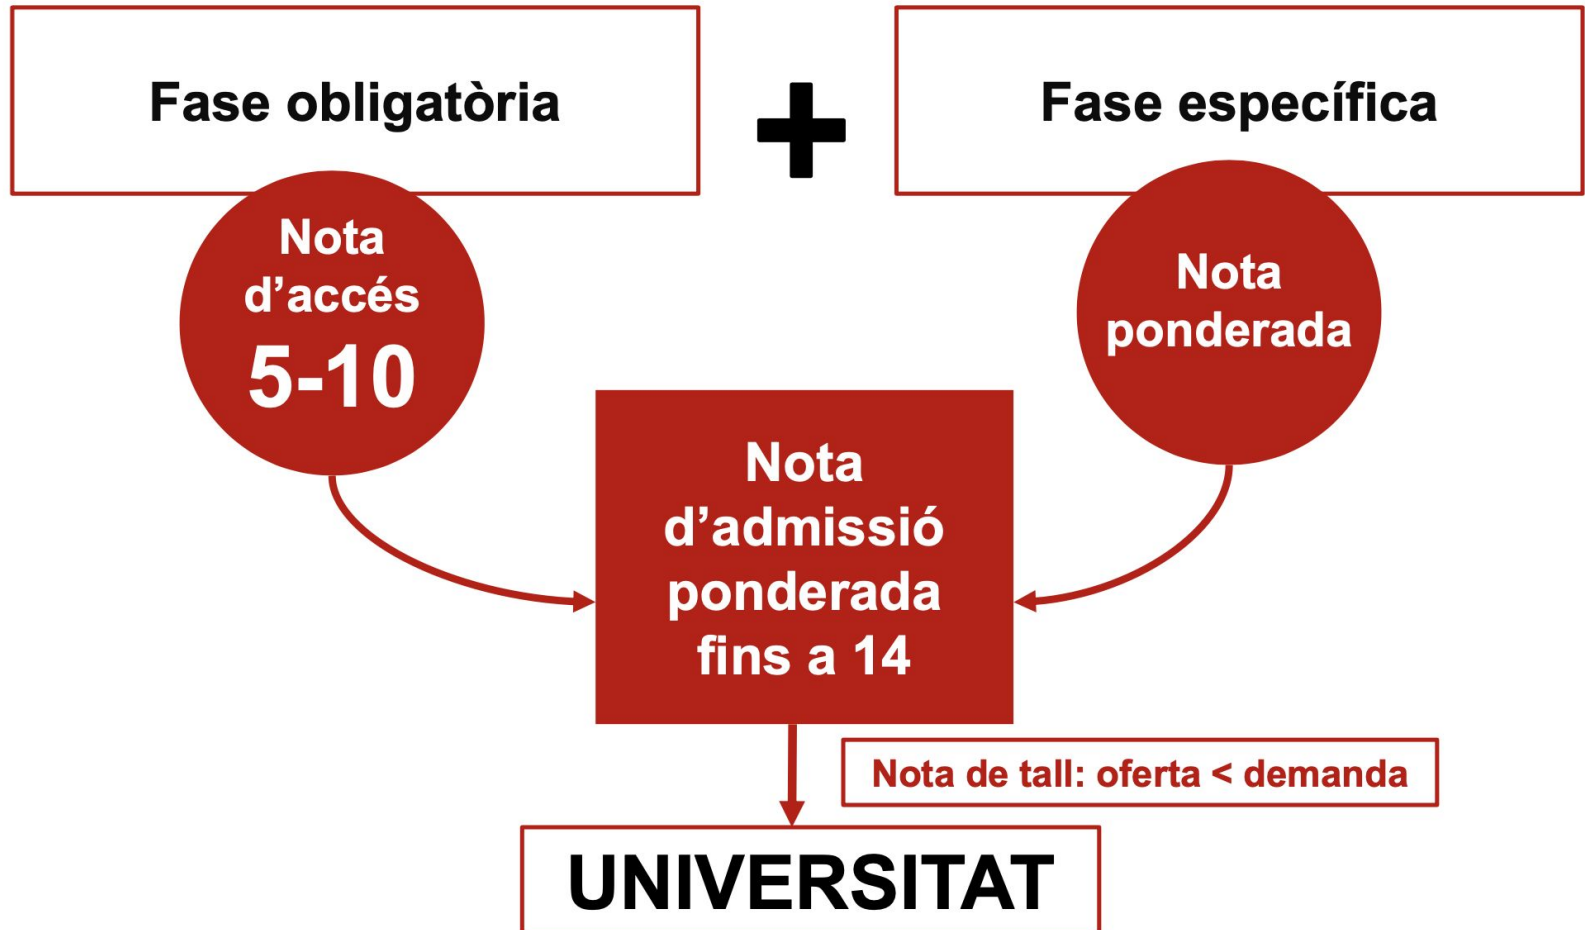 Fase obligatòria
+
Fase específica
Nota
d’accés
5-10
Nota
ponderada
Nota
d’admissió
ponderada
fins a 14
Nota de tall: oferta < demanda
UNIVERSITAT